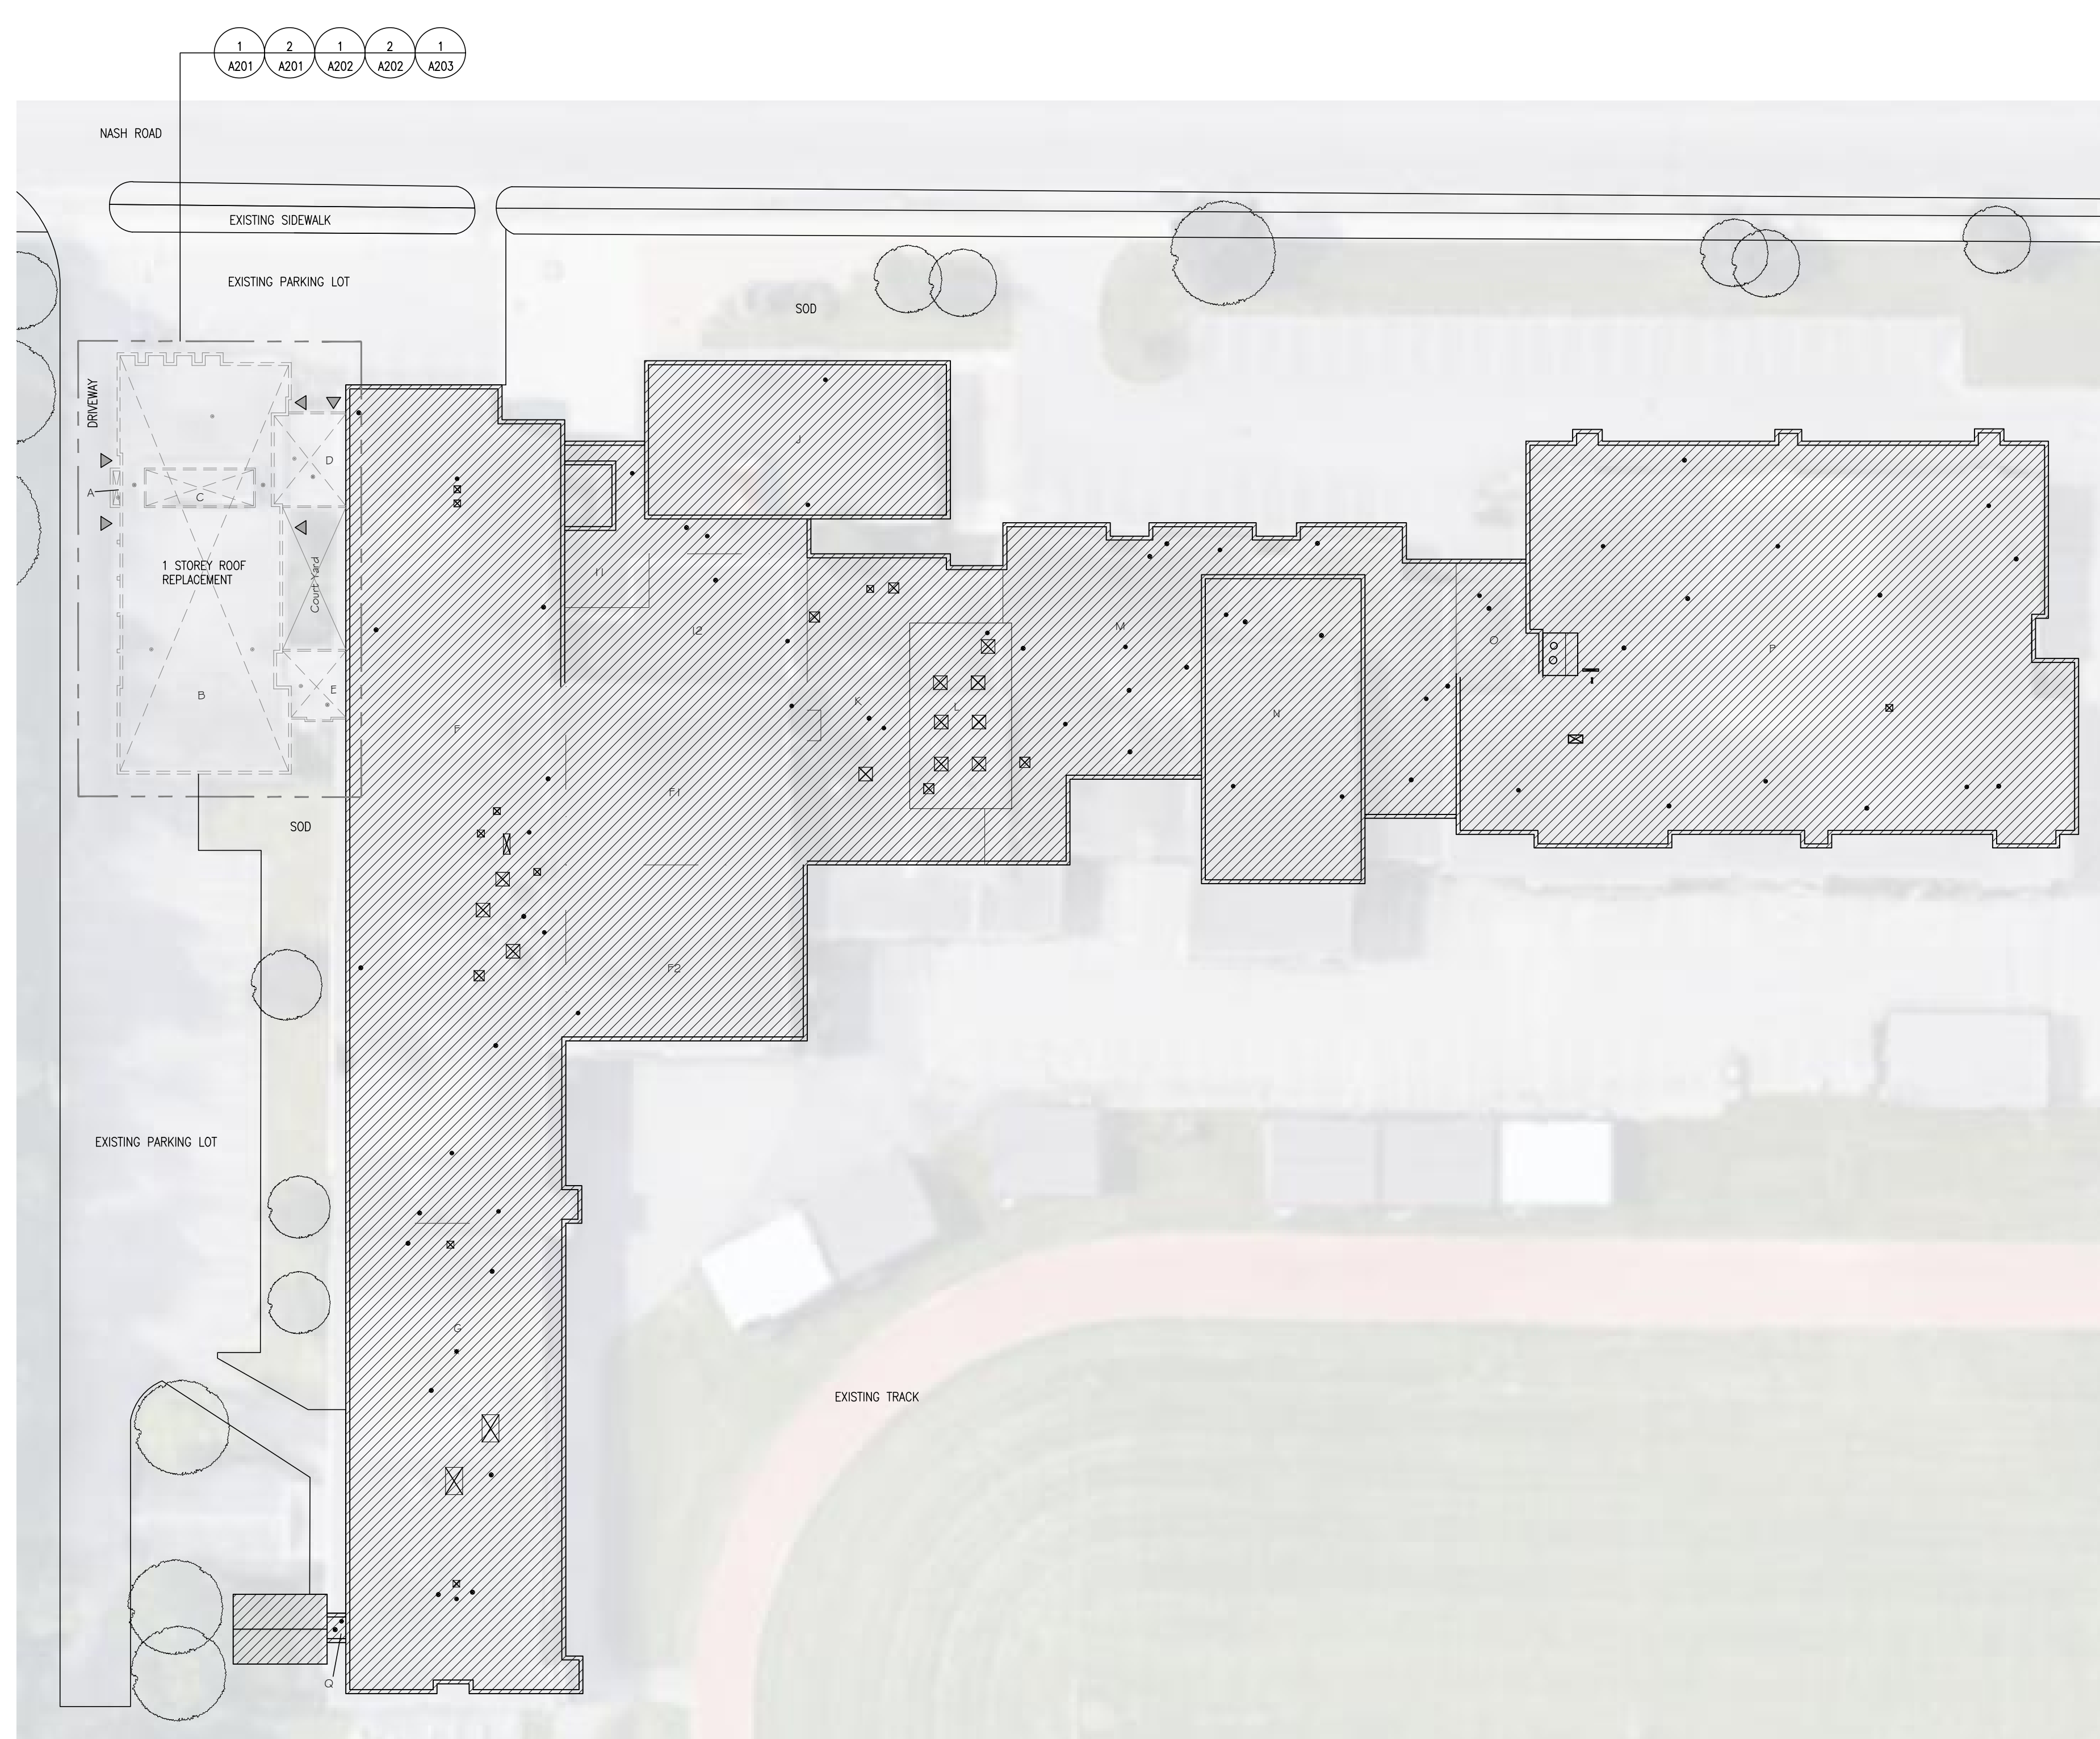 1 2 1 2 1
A201 A201 A202 A202 A203
NASH ROAD
EXISTING SIDEWALK
EXISTING PARKING LOT
SOD
DRIVEWAY
D
J
A
C
1 STOREY ROOF
REPLACEMENT
Court Yard
I1
I2
M
O
P
E
B
K
L
N
F
F1
SOD
F2
EXISTING PARKING LOT
G
EXISTING TRACK
Q